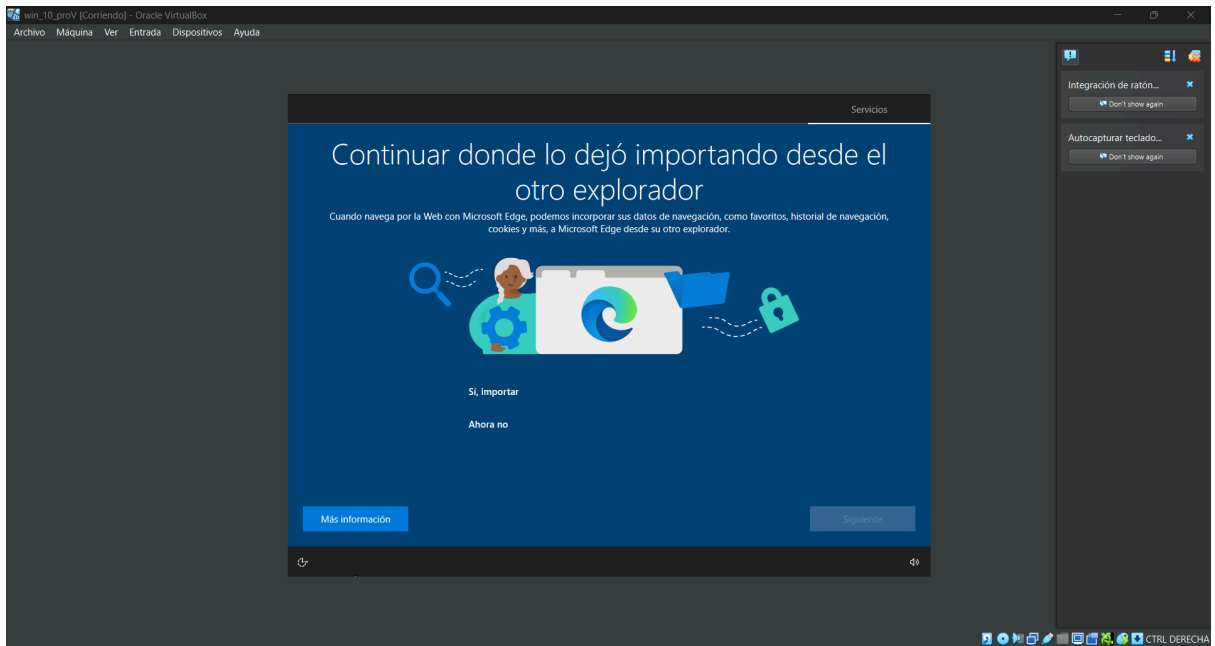 win_10_proV [Corriendo] - Oracle VirtualBox
Archivo Máquina Ver Entrada Dispositivos Ayuda
Integración de ratón...
Don't show again
Autocapturar teclado...
Don't show again
Servicios
Continuar donde lo dejó importando desde el
otro explorador
Cuando navega por la Web con Microsoft Edge, podemos incorporar sus datos de navegación, como favoritos, historial de navegación,
cookies y más, a Microsoft Edge desde su otro explorador.
Sí, importar
Ahora no
Más información
Siguiente
CTRL DERECHA